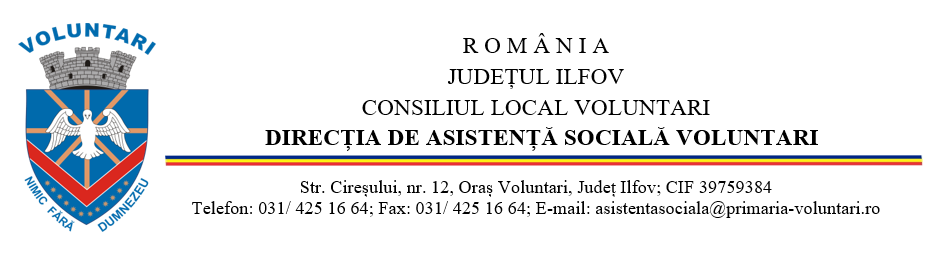 VOLUNTARI
NIMIC FĂRĂ DUMNEZEU
R O M Â N I A
JUDEȚUL ILFOV
CONSILIUL LOCAL VOLUNTARI
DIRECȚIA DE ASISTENȚĂ SOCIALĂ VOLUNTARI
Str. Cireșului, nr. 12, Oraș Voluntari, Județ Ilfov; CIF 39759384
Telefon: 031/ 425 16 64; Fax: 031/ 425 16 64; E-mail: asistentasociala@primaria-voluntari.ro